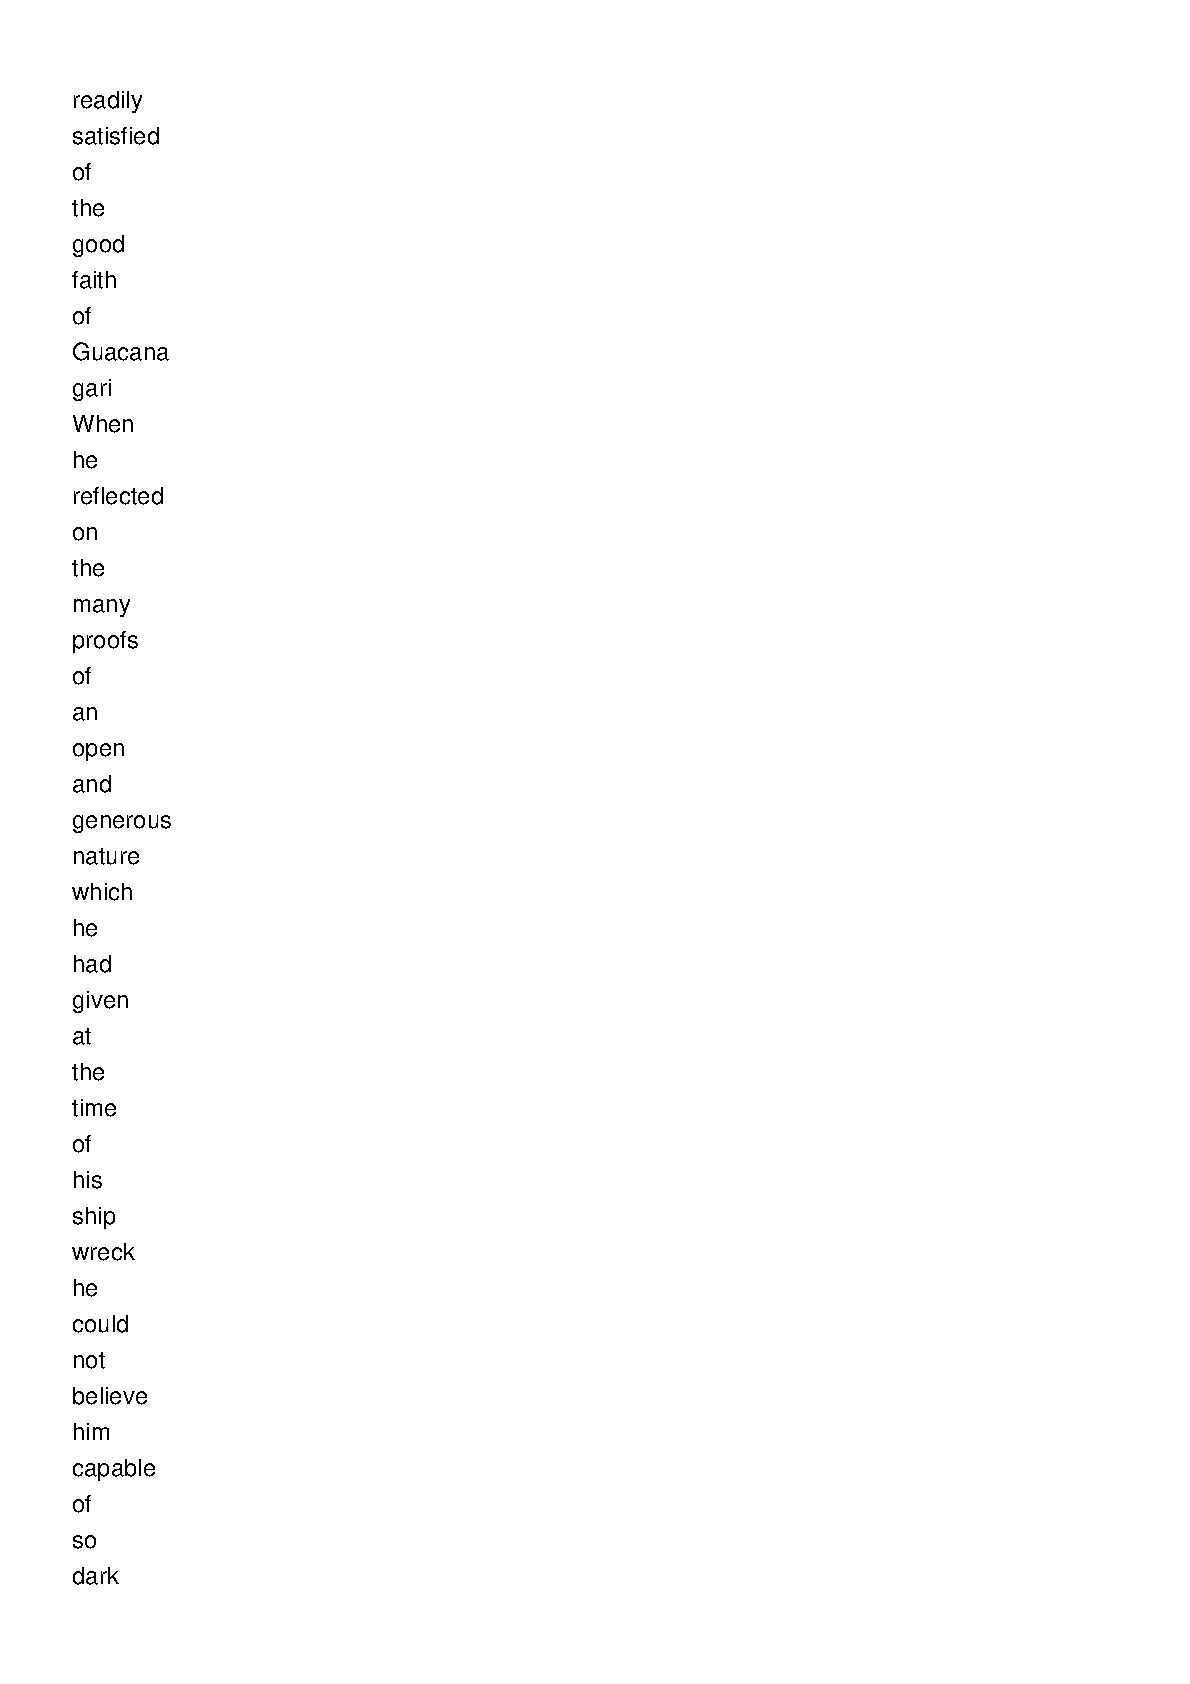 readily
satisfied
of
the
good
faith
of
Guacana
gari
When
he
reflected
on
the
many
proofs
of
an
open
and
generous
nature
which
he
had
given
at
the
time
of
his
ship
wreck
he
could
not
believe
him
capable
of
so
dark